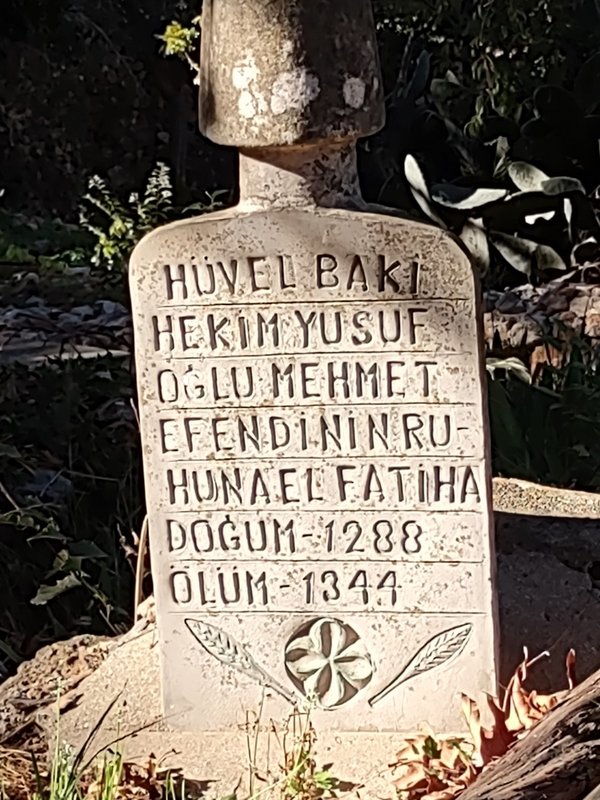 HÜVEL BAKİ
HEKİM YUSUF
OĞLU MEHMET
EFENDİNİN RU-
HUNA EL FATİHA
DOĞUM-1288
ÖLÜM-1344